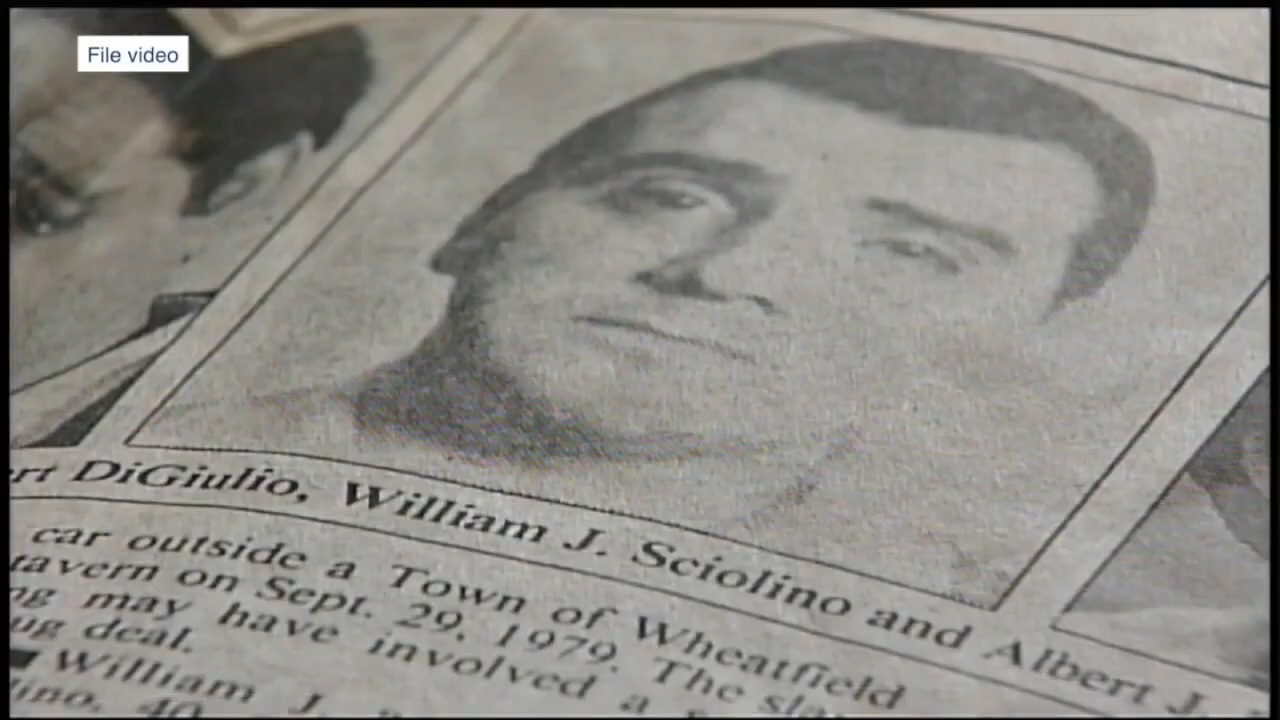 File video
rt DiGiulio, William J. Sciolino and Albert J.
car outside a Town of Wheatfield
tavern on Sept. 29, 1979. The sla
ng may have involved a
ug deal.
William J.
lino, 40